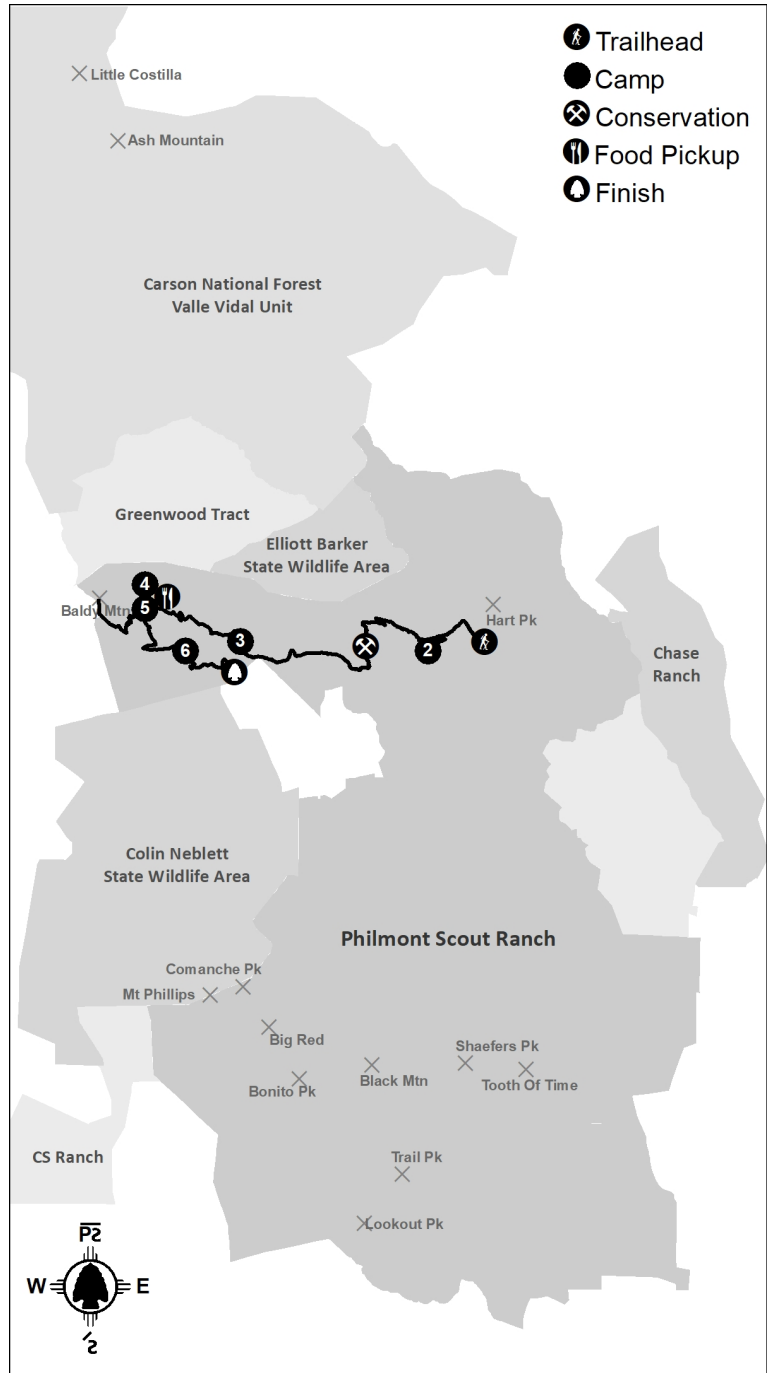 Trailhead
Camp
Conservation
Food Pickup
Finish
Little Costilla
Ash Mountain
Carson National Forest
Valle Vidal Unit
Greenwood Tract
Elliott Barker
State Wildlife Area
4
5
Baldy Mtn
Hart Pk
3
6
2
Chase
Ranch
Colin Neblett
State Wildlife Area
Philmont Scout Ranch
Comanche Pk
Mt Phillips
Big Red
Shaefers Pk
Black Mtn
Tooth Of Time
Bonito Pk
CS Ranch
Trail Pk
Lookout Pk
W
E